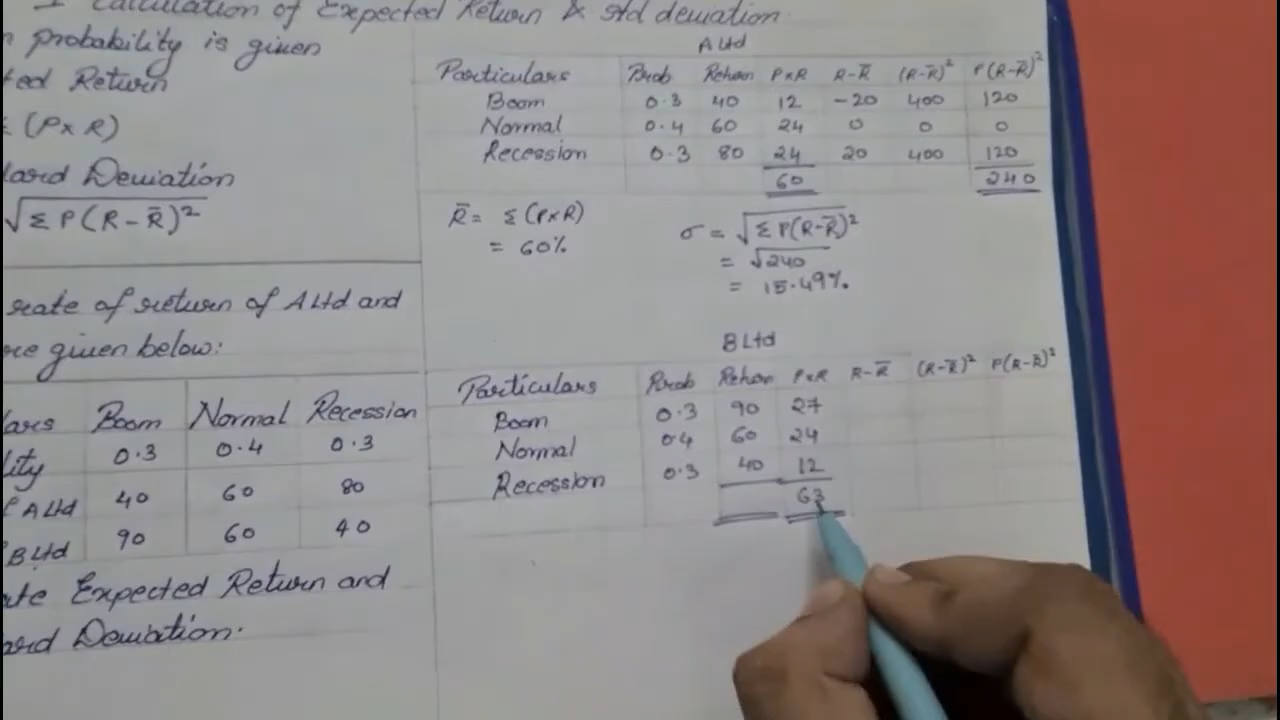 Calculation of Expected Return & std deviation.
probability is given
ted Return
(P×R)
dard Deviation
√Σ P(R-R̄)²
rate of return of A Ltd and
re given below:
lars Boom Normal Recession
lity 0.3 0.4 0.3
A Ltd 40 60 80
B Ltd 90 60 40
ate Expected Return and
ard Deviation.
A Ltd
Particulars Prob Return P×R R-R̄ (R-R̄)² P(R-R̄)²
Boom 0.3 40 12 -20 400 120
Normal 0.4 60 24 0 0 0
Recession 0.3 80 24 20 400 120
60 240
R̄ = Σ(P×R)
= 60%
σ = √Σ P(R-R̄)²
= √240
= 15.49%
B Ltd
Particulars Prob Return P×R R-R̄ (R-R̄)² P(R-R̄)²
Boom 0.3 90 27
Normal 0.4 60 24
Recession 0.3 40 12
63